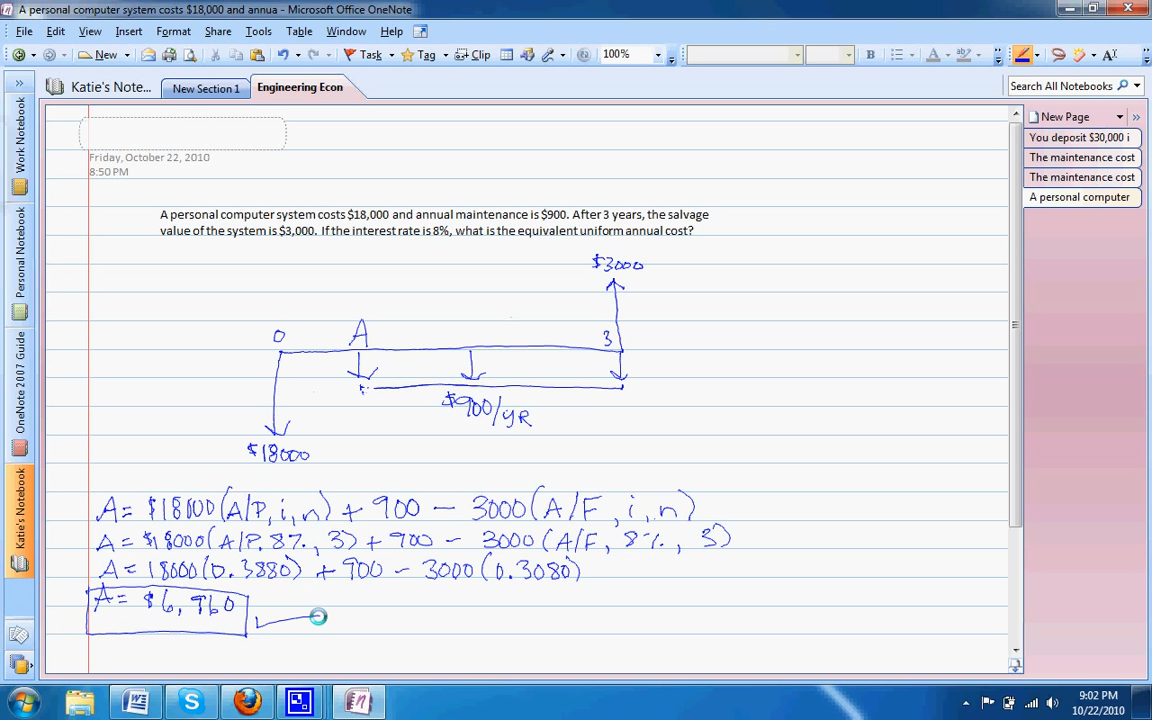 A personal computer system costs $18,000 and annua - Microsoft Office OneNote
File Edit View Insert Format Share Tools Table Window Help
New Task Tag Clip 100% B A ab A
Katie's Note... New Section 1 Engineering Econ Search All Notebooks
New Page
You deposit $30,000 i
The maintenance cost
The maintenance cost
A personal computer
Work Notebook
Personal Notebook
OneNote 2007 Guide
Katie's Notebook
Friday, October 22, 2010
8:50 PM
A personal computer system costs $18,000 and annual maintenance is $900. After 3 years, the salvage
value of the system is $3,000. If the interest rate is 8%, what is the equivalent uniform annual cost?
$3000
0 A 3
$900/YR
$18000
A = $18000(A/P, i, n) + 900 - 3000(A/F, i, n)
A = $18000(A/P. 8%, 3) + 900 - 3000(A/F, 8%, 3)
A = 18000(0.3880) + 900 - 3000(0.3080)
A = $6,960
9:02 PM
10/22/2010